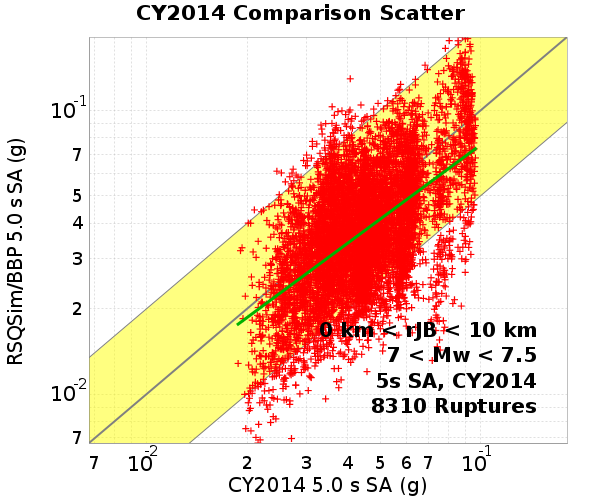 CY2014 Comparison Scatter
RSQSim/BBP 5.0 s SA (g)
10-1
7
5
4
3
2
10-2
7
0 km < rJB < 10 km
7 < Mw < 7.5
5s SA, CY2014
8310 Ruptures
7 10-2 2 3 4 5 6 7 10-1
CY2014 5.0 s SA (g)